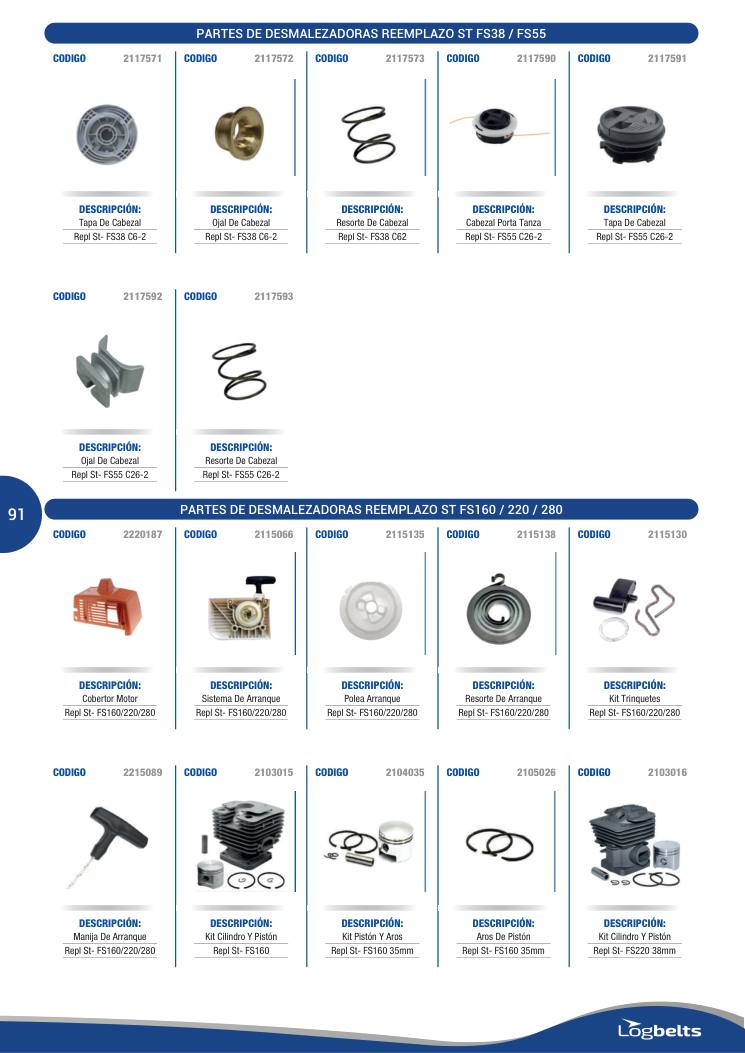 PARTES DE DESMALEZADORAS REEMPLAZO ST FS38 / FS55
CODIGO 2117571
DESCRIPCIÓN:
Tapa De Cabezal
Repl St- FS38 C6-2
CODIGO 2117572
DESCRIPCIÓN:
Ojal De Cabezal
Repl St- FS38 C6-2
CODIGO 2117573
DESCRIPCIÓN:
Resorte De Cabezal
Repl St- FS38 C62
CODIGO 2117590
DESCRIPCIÓN:
Cabezal Porta Tanza
Repl St- FS55 C26-2
CODIGO 2117591
DESCRIPCIÓN:
Tapa De Cabezal
Repl St- FS55 C26-2
CODIGO 2117592
DESCRIPCIÓN:
Ojal De Cabezal
Repl St- FS55 C26-2
CODIGO 2117593
DESCRIPCIÓN:
Resorte De Cabezal
Repl St- FS55 C26-2
91
PARTES DE DESMALEZADORAS REEMPLAZO ST FS160 / 220 / 280
CODIGO 2220187
DESCRIPCIÓN:
Cobertor Motor
Repl St- FS160/220/280
CODIGO 2115066
DESCRIPCIÓN:
Sistema De Arranque
Repl St- FS160/220/280
CODIGO 2115135
DESCRIPCIÓN:
Polea Arranque
Repl St- FS160/220/280
CODIGO 2115138
DESCRIPCIÓN:
Resorte De Arranque
Repl St- FS160/220/280
CODIGO 2115130
DESCRIPCIÓN:
Kit Trinquetes
Repl St- FS160/220/280
CODIGO 2215089
DESCRIPCIÓN:
Manija De Arranque
Repl St- FS160/220/280
CODIGO 2103015
DESCRIPCIÓN:
Kit Cilindro Y Pistón
Repl St- FS160
CODIGO 2104035
DESCRIPCIÓN:
Kit Pistón Y Aros
Repl St- FS160 35mm
CODIGO 2105026
DESCRIPCIÓN:
Aros De Pistón
Repl St- FS160 35mm
CODIGO 2103016
DESCRIPCIÓN:
Kit Cilindro Y Pistón
Repl St- FS220 38mm
Logbelts